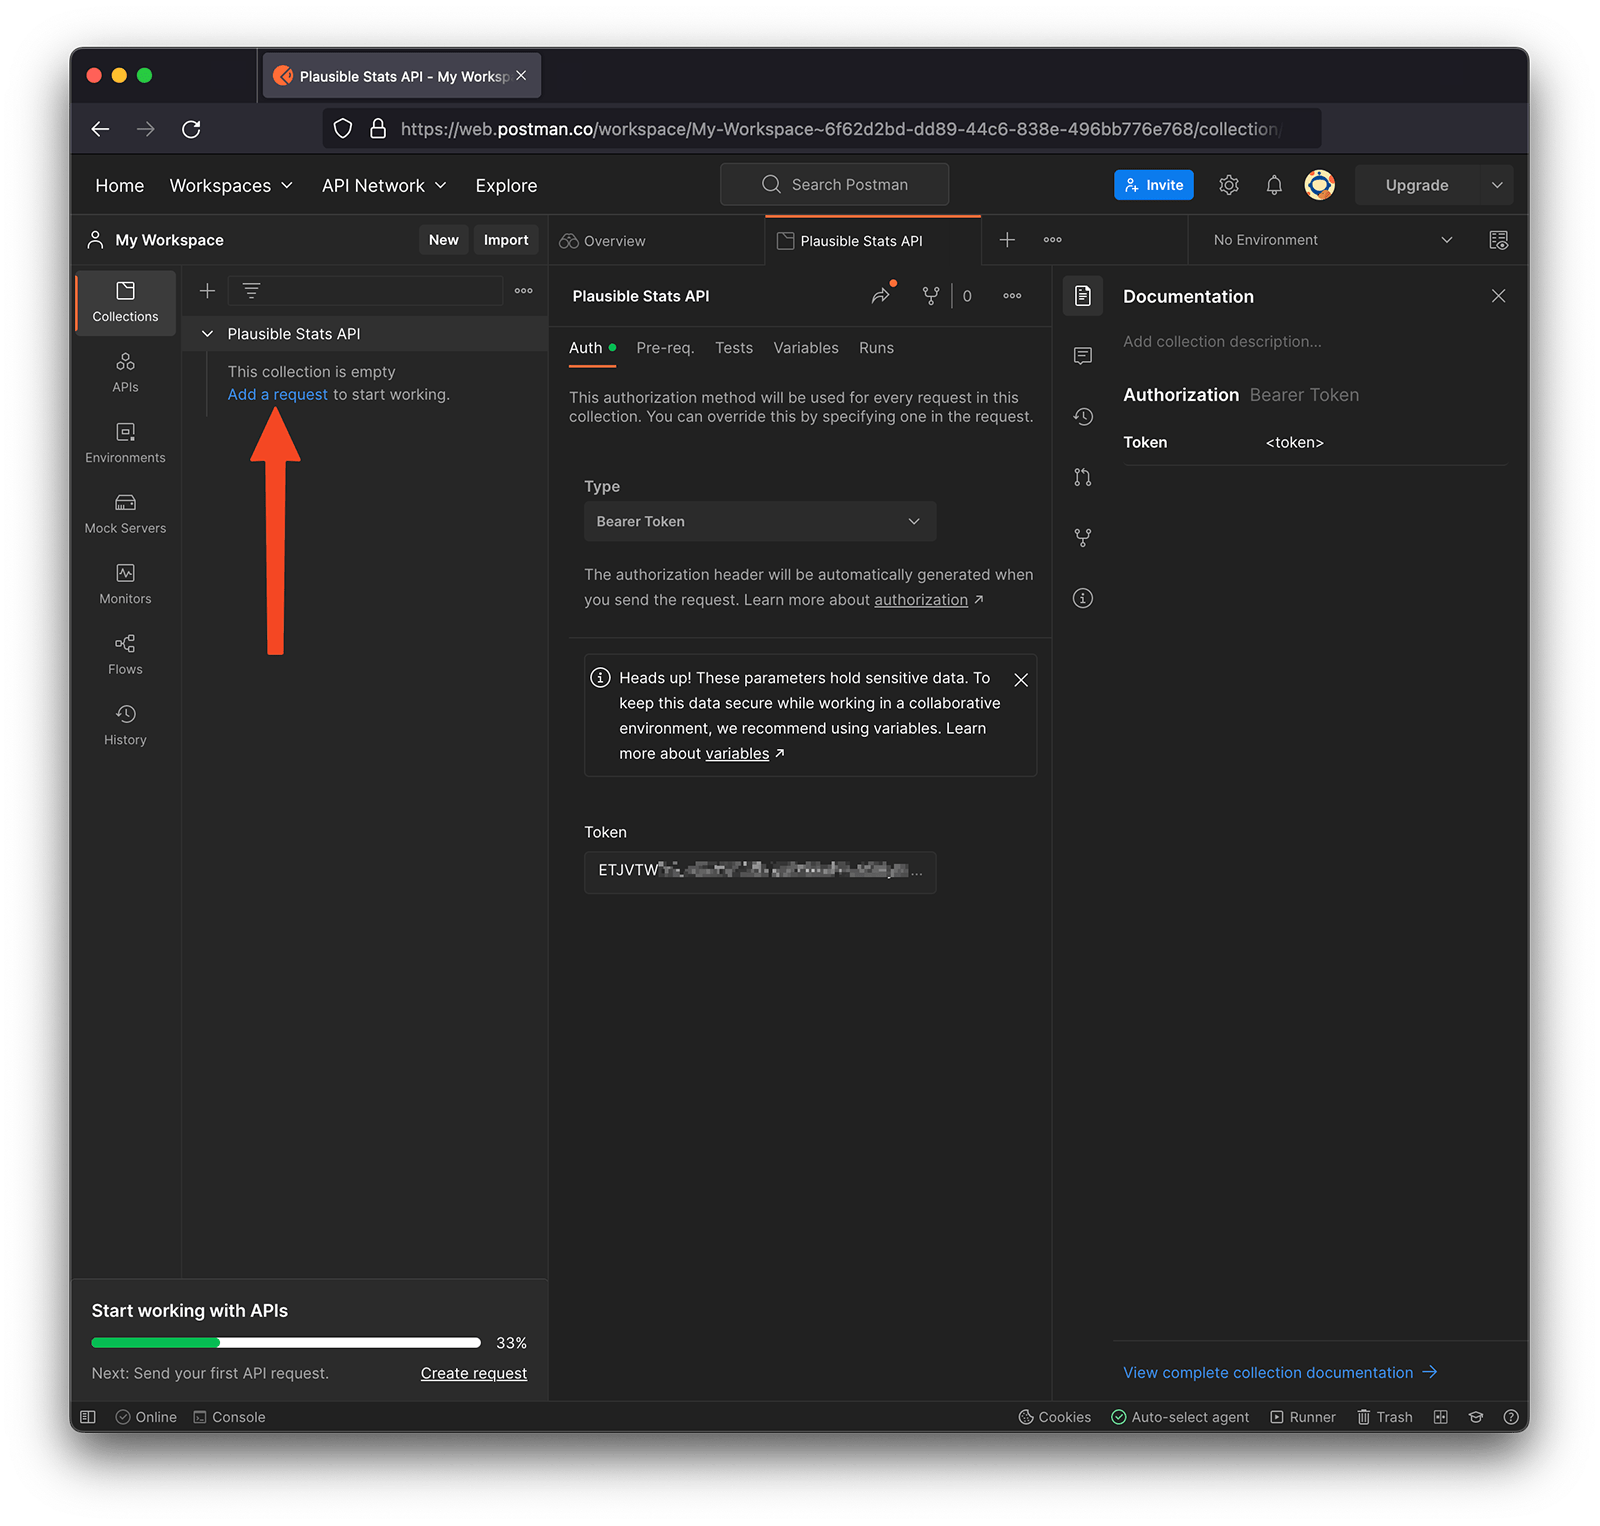 Plausible Stats API - My Worksp
https://web.postman.co/workspace/My-Workspace~6f62d2bd-dd89-44c6-838e-496bb776e768/collection/
Home Workspaces API Network Explore Search Postman Invite Upgrade
My Workspace New Import Overview Plausible Stats API No Environment
Collections
APIs
Environments
Mock Servers
Monitors
Flows
History
Plausible Stats API
This collection is empty
Add a request to start working.
Plausible Stats API 0
Auth Pre-req. Tests Variables Runs
This authorization method will be used for every request in this
collection. You can override this by specifying one in the request.
Type
Bearer Token
The authorization header will be automatically generated when
you send the request. Learn more about authorization ↗
Heads up! These parameters hold sensitive data. To
keep this data secure while working in a collaborative
environment, we recommend using variables. Learn
more about variables ↗
Token
ETJVTW
Documentation
Add collection description...
Authorization Bearer Token
Token <token>
View complete collection documentation →
Start working with APIs
33%
Next: Send your first API request. Create request
Online Console Cookies Auto-select agent Runner Trash